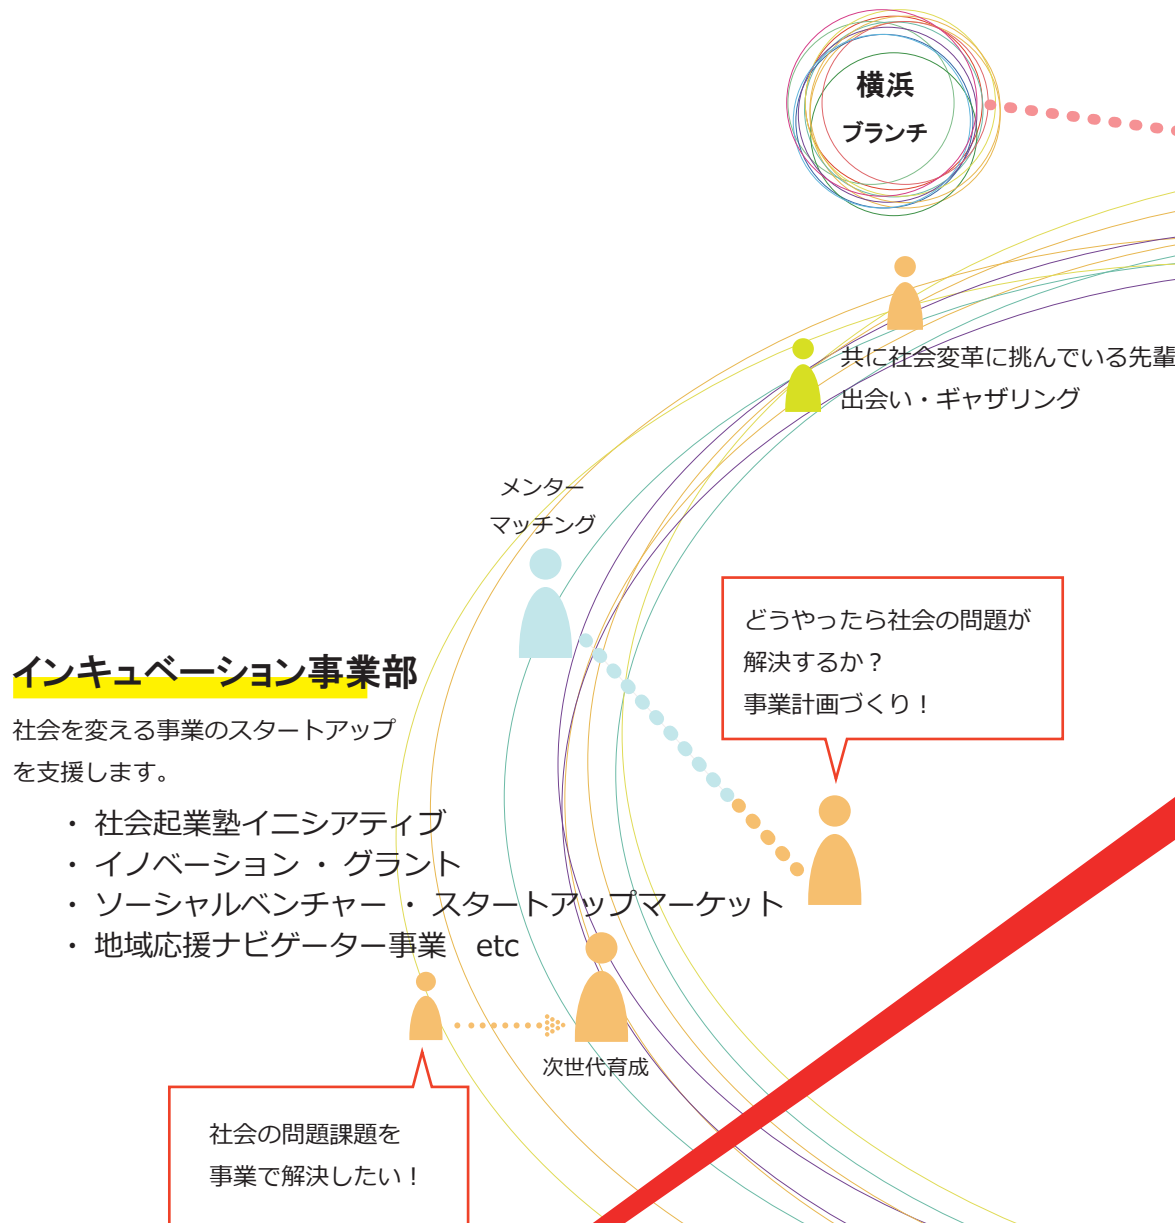 横浜
ブランチ
共に社会変革に挑んでいる先輩
出会い・ギャザリング
メンター
マッチング
どうやったら社会の問題が
解決するか？
事業計画づくり！
インキュベーション事業部
社会を変える事業のスタートアップ
を支援します。
・ 社会起業塾イニシアティブ
・ イノベーション ・ グラント
・ ソーシャルベンチャー ・ スタートアップマーケット
・ 地域応援ナビゲーター事業　etc
次世代育成
社会の問題課題を
事業で解決したい！